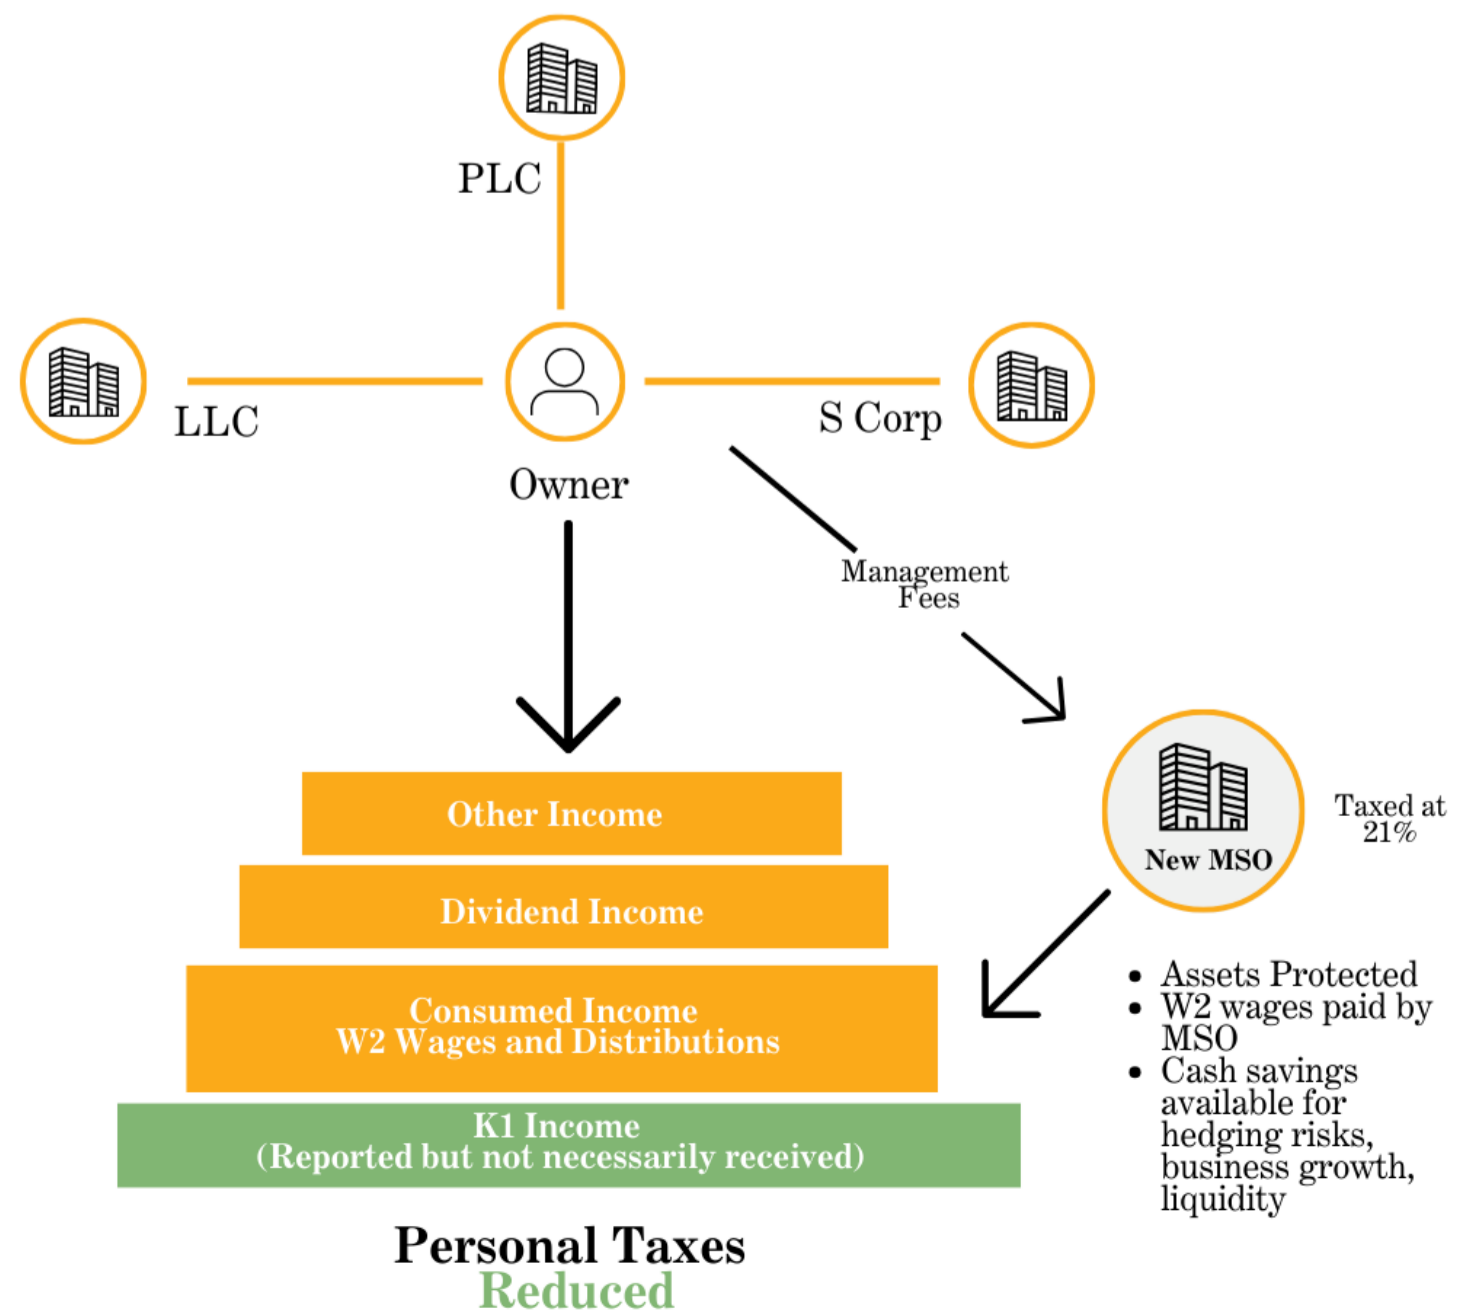 PLC
LLC
S Corp
Owner
Management
Fees
Other Income
Dividend Income
Consumed Income
W2 Wages and Distributions
K1 Income
(Reported but not necessarily received)
Personal Taxes
Reduced
New MSO
Taxed at
21%
• Assets Protected
• W2 wages paid by
MSO
• Cash savings
available for
hedging risks,
business growth,
liquidity